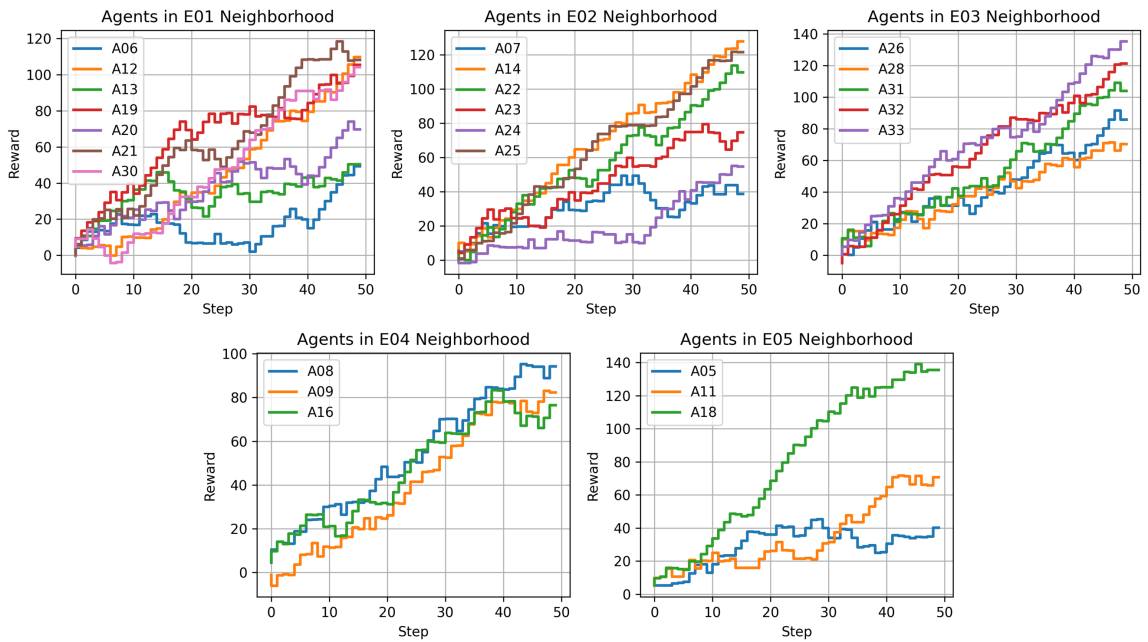 Agents in E01 Neighborhood
120
100
80
60
40
20
0
Reward
A06
A12
A13
A19
A20
A21
A30
0 10 20 30 40 50
Step
Agents in E02 Neighborhood
120
100
80
60
40
20
0
Reward
A07
A14
A22
A23
A24
A25
0 10 20 30 40 50
Step
Agents in E03 Neighborhood
140
120
100
80
60
40
20
0
Reward
A26
A28
A31
A32
A33
0 10 20 30 40 50
Step
Agents in E04 Neighborhood
100
80
60
40
20
0
Reward
A08
A09
A16
0 10 20 30 40 50
Step
Agents in E05 Neighborhood
140
120
100
80
60
40
20
0
Reward
A05
A11
A18
0 10 20 30 40 50
Step